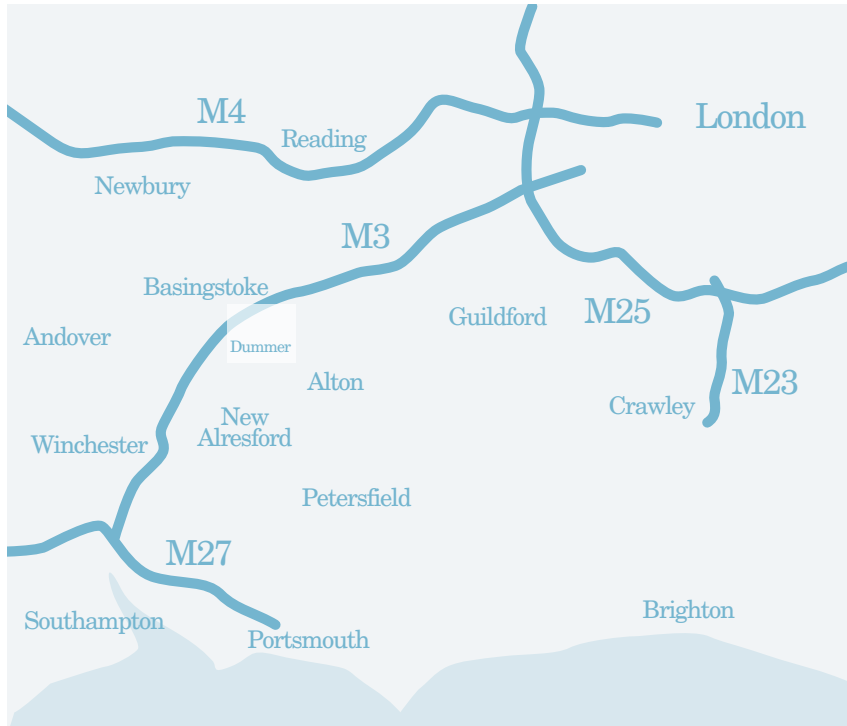 M4
London
Reading
Newbury
M3
Basingstoke
M25
Guildford
Andover
Dummer
Alton
M23
Crawley
New
Alresford
Winchester
Petersfield
M27
Southampton
Brighton
Portsmouth